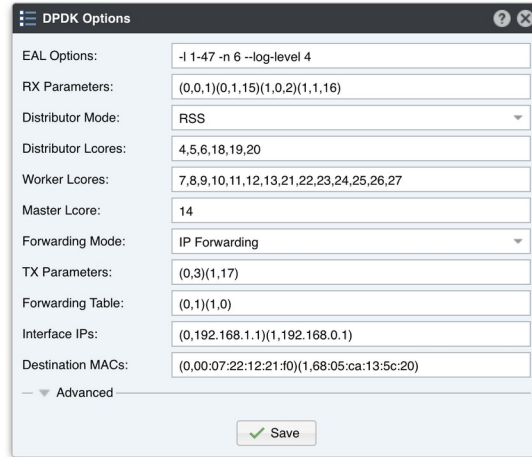 DPDK Options
EAL Options: -l 1-47 -n 6 --log-level 4
RX Parameters: (0,0,1)(0,1,15)(1,0,2)(1,1,16)
Distributor Mode: RSS
Distributor Lcores: 4,5,6,18,19,20
Worker Lcores: 7,8,9,10,11,12,13,21,22,23,24,25,26,27
Master Lcore: 14
Forwarding Mode: IP Forwarding
TX Parameters: (0,3)(1,17)
Forwarding Table: (0,1)(1,0)
Interface IPs: (0,192.168.1.1)(1,192.168.0.1)
Destination MACs: (0,00:07:22:12:21:f0)(1,68:05:ca:13:5c:20)
Advanced
Save